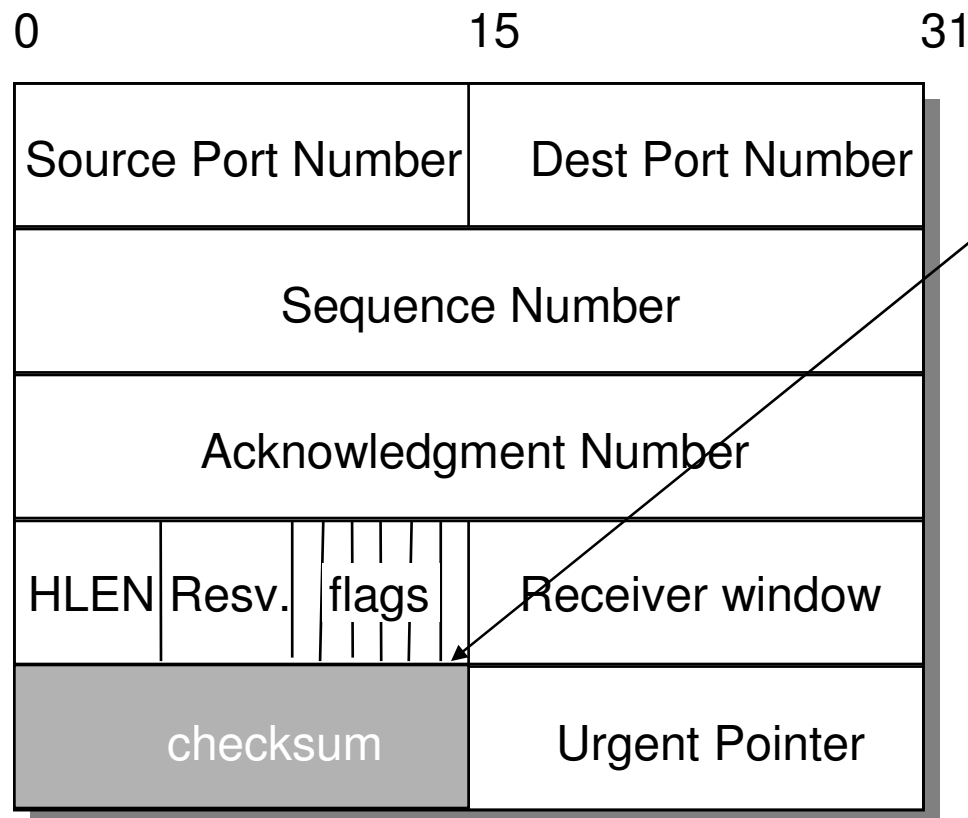 0 15 31
Source Port Number Dest Port Number
Sequence Number
Acknowledgment Number
HLEN Resv. flags Receiver window
checksum Urgent Pointer